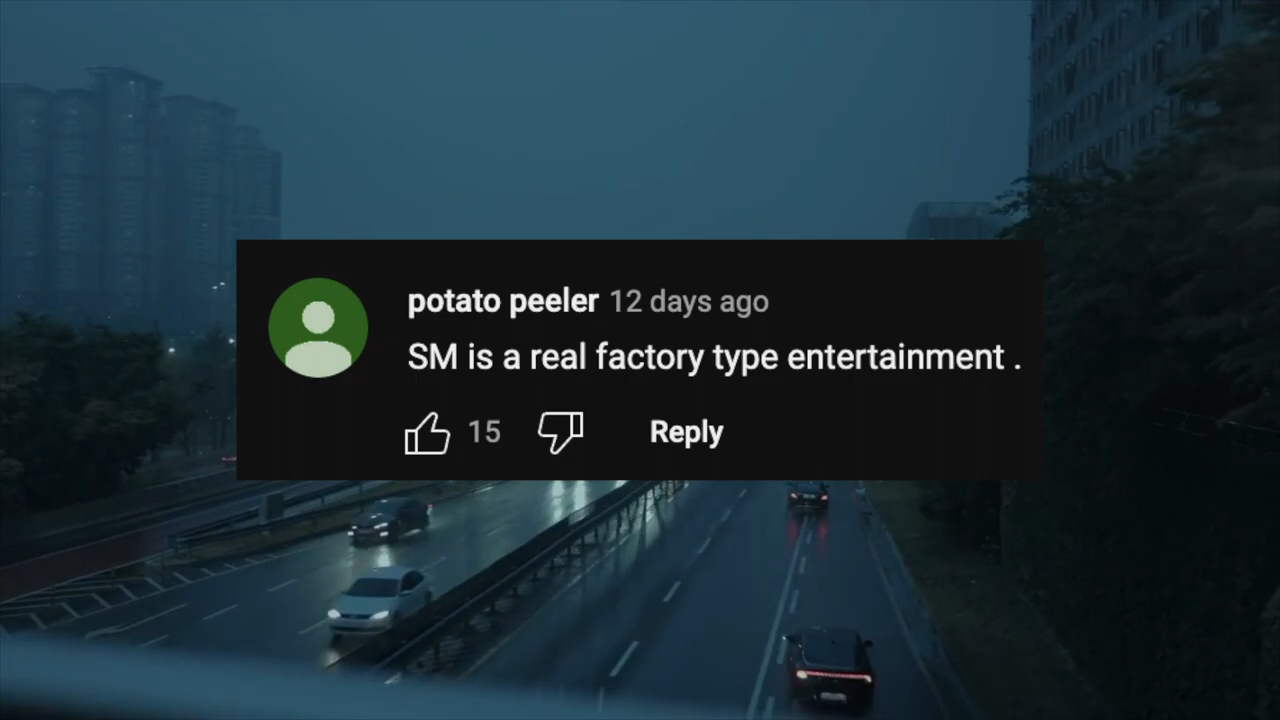 potato peeler 12 days ago
SM is a real factory type entertainment .
15 Reply